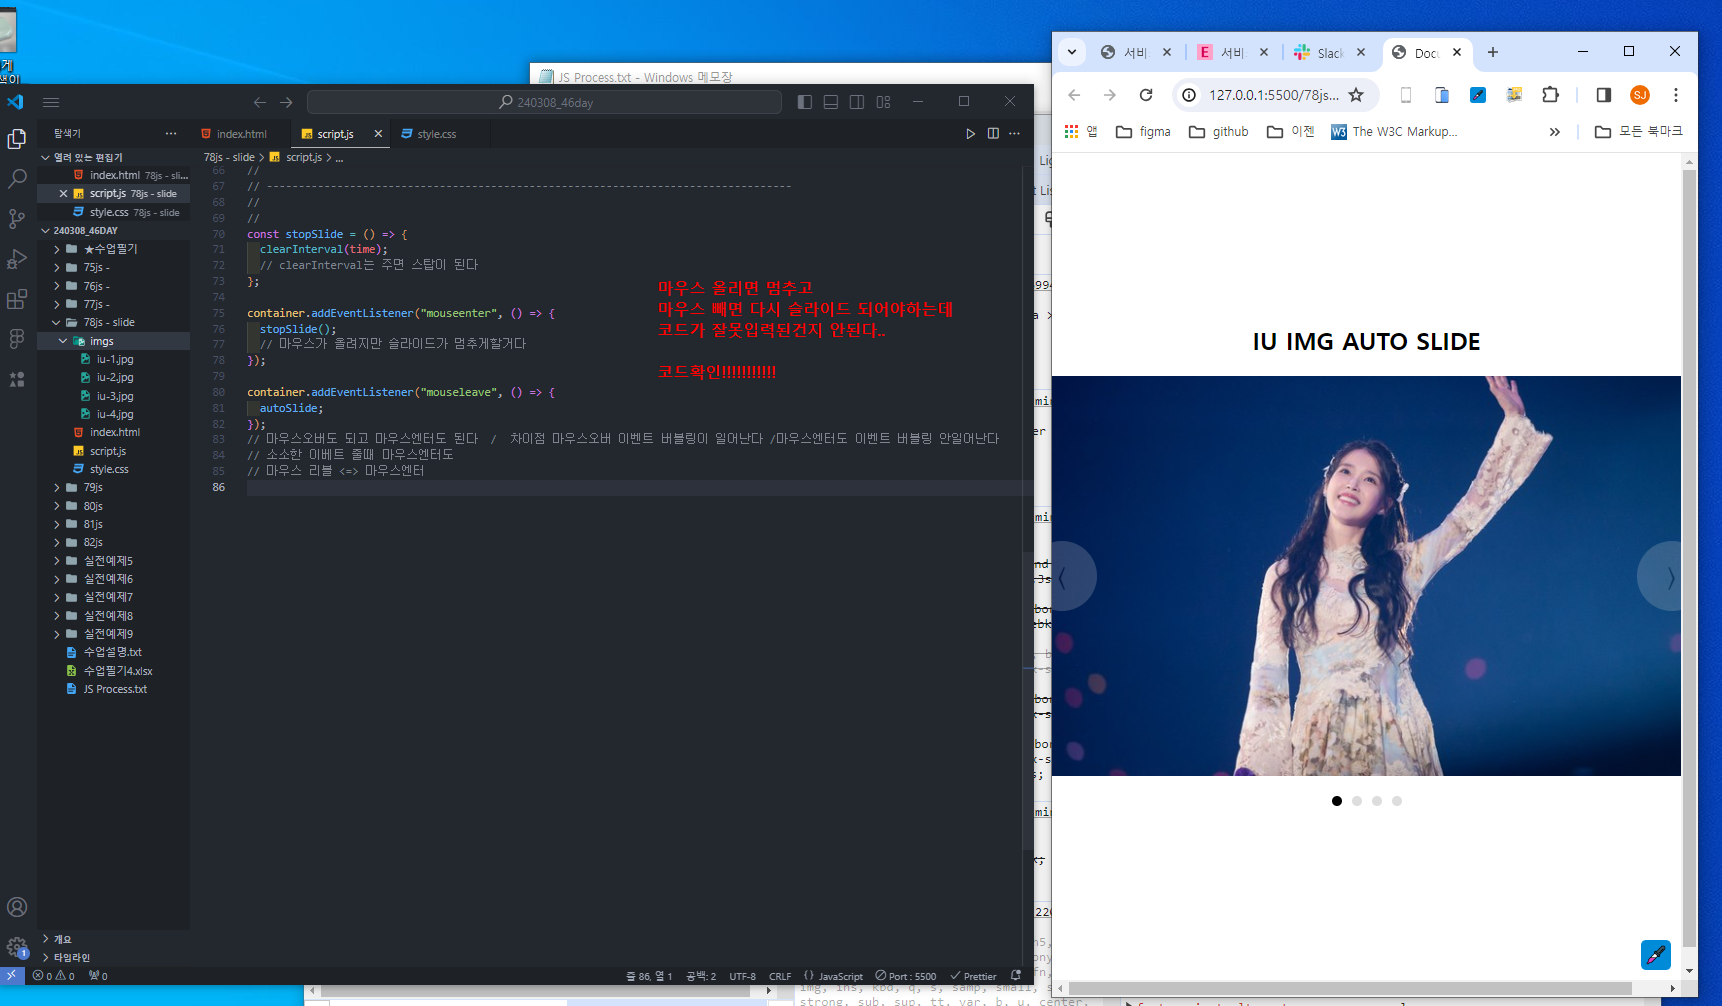 JS Process.txt - Windows 메모장
240308_46day
탐색기
index.html
script.js
style.css
열려 있는 편집기
index.html 78js - sli...
script.js 78js - slide
style.css 78js - slide
240308_46DAY
★수업필기
75js -
76js -
77js -
78js - slide
imgs
iu-1.jpg
iu-2.jpg
iu-3.jpg
iu-4.jpg
index.html
script.js
style.css
79js
80js
81js
82js
실전예제5
실전예제6
실전예제7
실전예제8
실전예제9
수업설명.txt
수업필기4.xlsx
JS Process.txt
개요
타임라인
78js - slide > script.js > ...
66 //
67 // ----------------------------------------------------------------------------------
68 //
69 //
70 const stopSlide = () => {
71 clearInterval(time);
72 // clearInterval는 주면 스탑이 된다
73 };
74
75 container.addEventListener("mouseenter", () => {
76 stopSlide();
77 // 마우스가 올려지만 슬라이드가 멈추게할거다
78 });
79
80 container.addEventListener("mouseleave", () => {
81 autoSlide;
82 });
83 // 마우스오버도 되고 마우스엔터도 된다 / 차이점 마우스오버 이벤트 버블링이 일어난다 /마우스엔터도 이벤트 버블링 안일어난다
84 // 소소한 이베트 줄때 마우스엔터도
85 // 마우스 리블 <=> 마우스엔터
86
마우스 올리면 멈추고
마우스 빼면 다시 슬라이드 되어야하는데
코드가 잘못입력된건지 안된다..
코드확인!!!!!!!!!!!
0 0 0
줄 86, 열 1 공백: 2 UTF-8 CRLF {} JavaScript Port : 5500 Prettier
1
서비
E 서비
Slack
Docu
127.0.0.1:5500/78js...
SJ
앱 figma github 이젠 The W3C Markup... » 모든 북마크
IU IMG AUTO SLIDE
img, ins, kbd, q, s, samp, small, s
strong, sub, sup, tt, var, b, u, center,